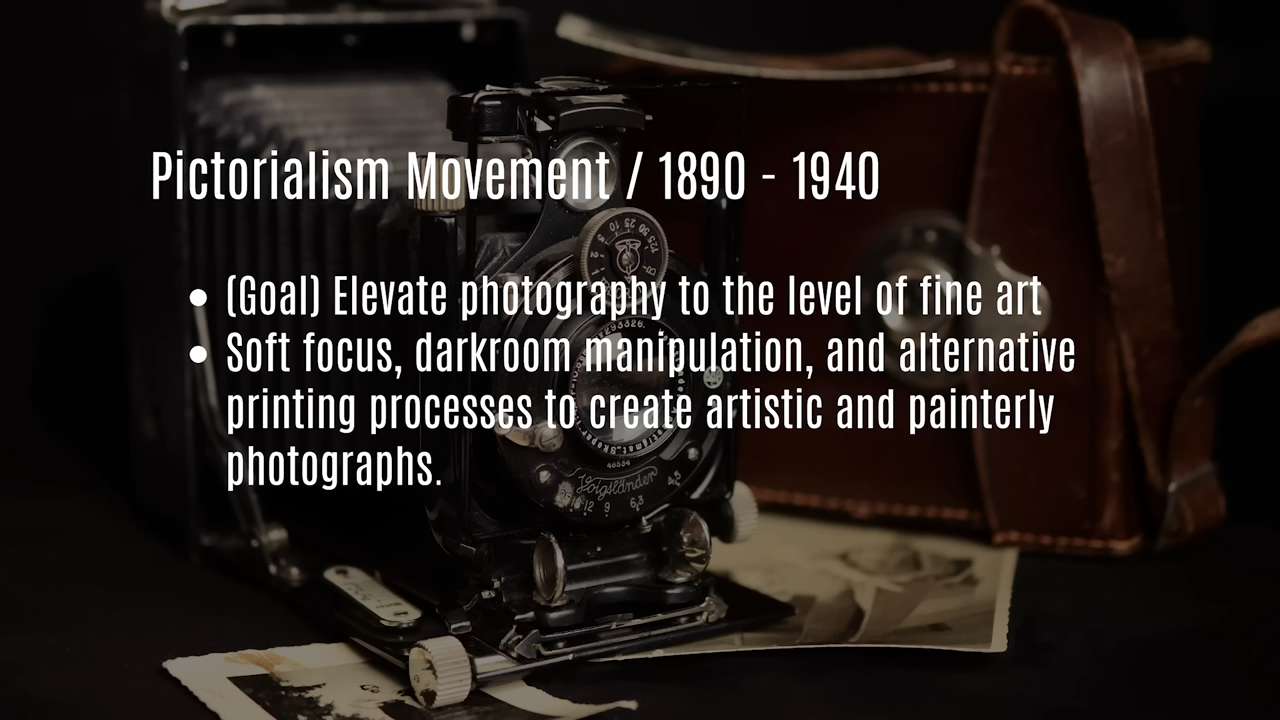 Pictorialism Movement / 1890 - 1940
• (Goal) Elevate photography to the level of fine art
• Soft focus, darkroom manipulation, and alternative
printing processes to create artistic and painterly
photographs.
Voigtländer